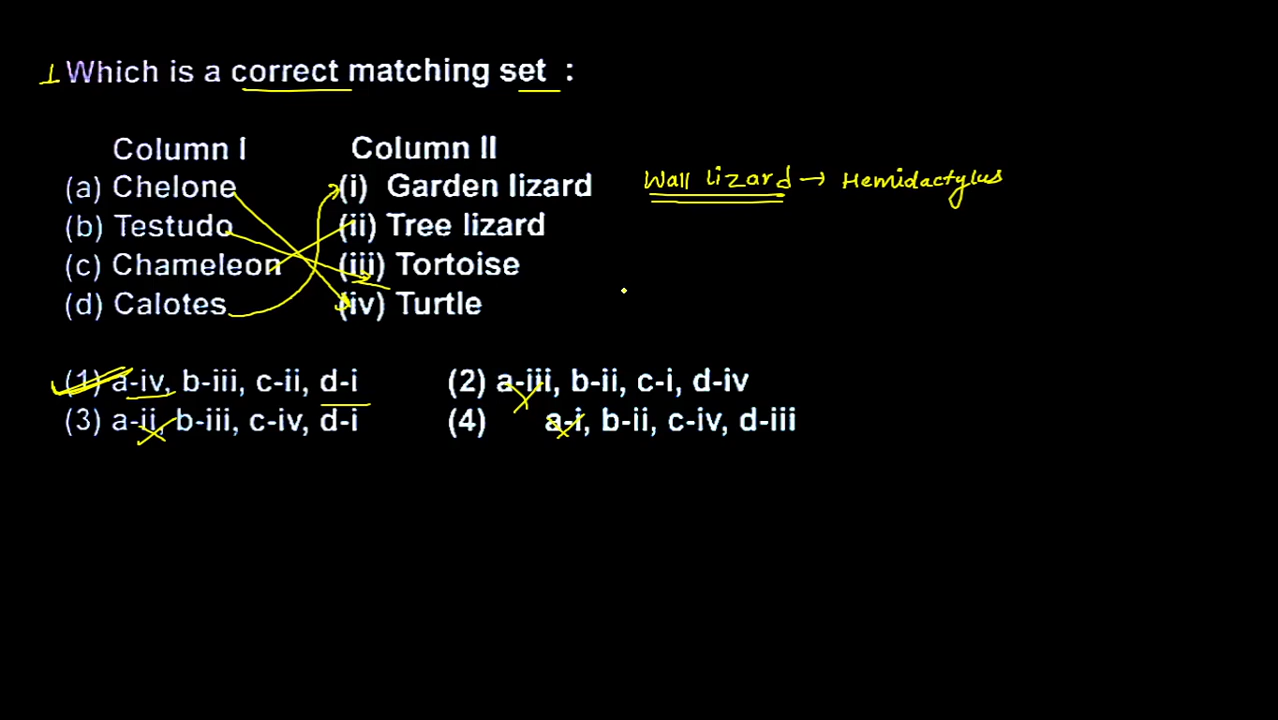 1 Which is a correct matching set :
Column I Column II
(a) Chelone (i) Garden lizard Wall lizard → Hemidactylus
(b) Testudo (ii) Tree lizard
(c) Chameleon (iii) Tortoise
(d) Calotes (iv) Turtle
(1) a-iv, b-iii, c-ii, d-i (2) a-iii, b-ii, c-i, d-iv
(3) a-ii, b-iii, c-iv, d-i (4) a-i, b-ii, c-iv, d-iii